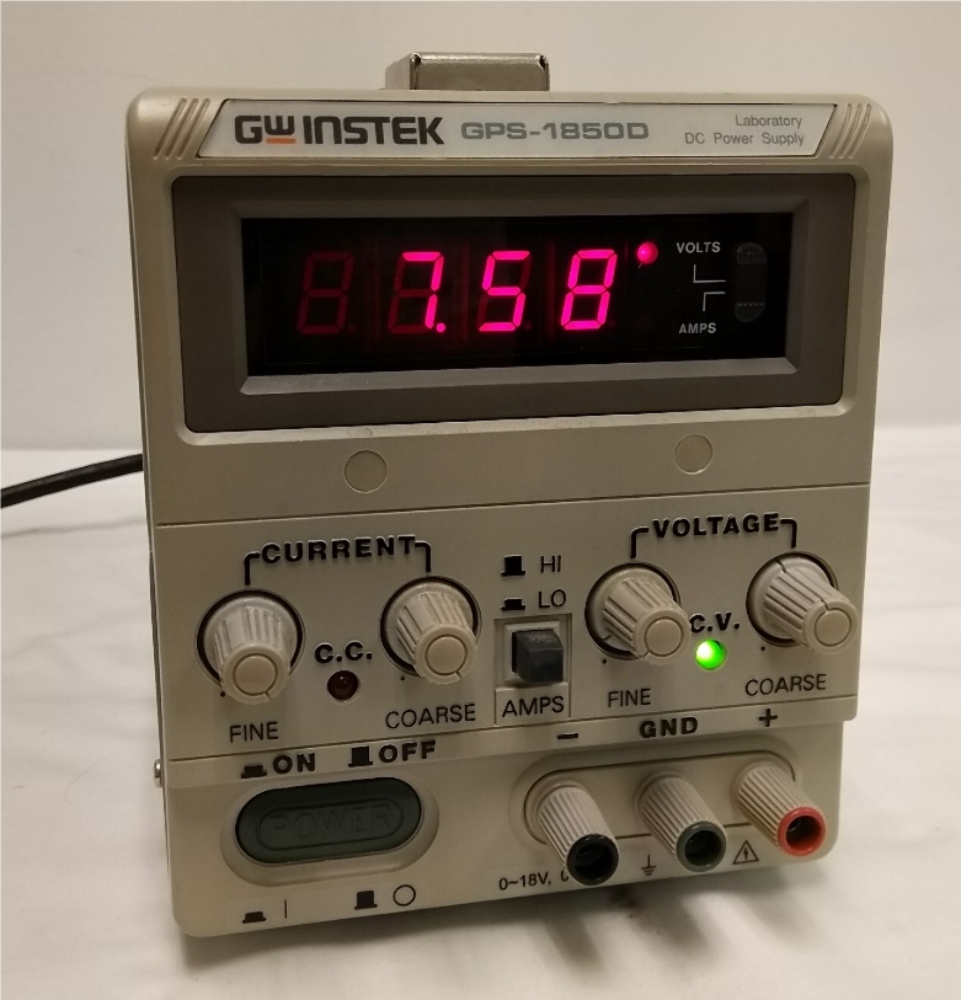 GW INSTEK GPS-1850D
Laboratory
DC Power Supply
7.58
VOLTS
AMPS
CURRENT
VOLTAGE
HI
LO
C.C.
C.V.
FINE
COARSE
AMPS
FINE
COARSE
ON OFF
− GND +
POWER
0~18V,